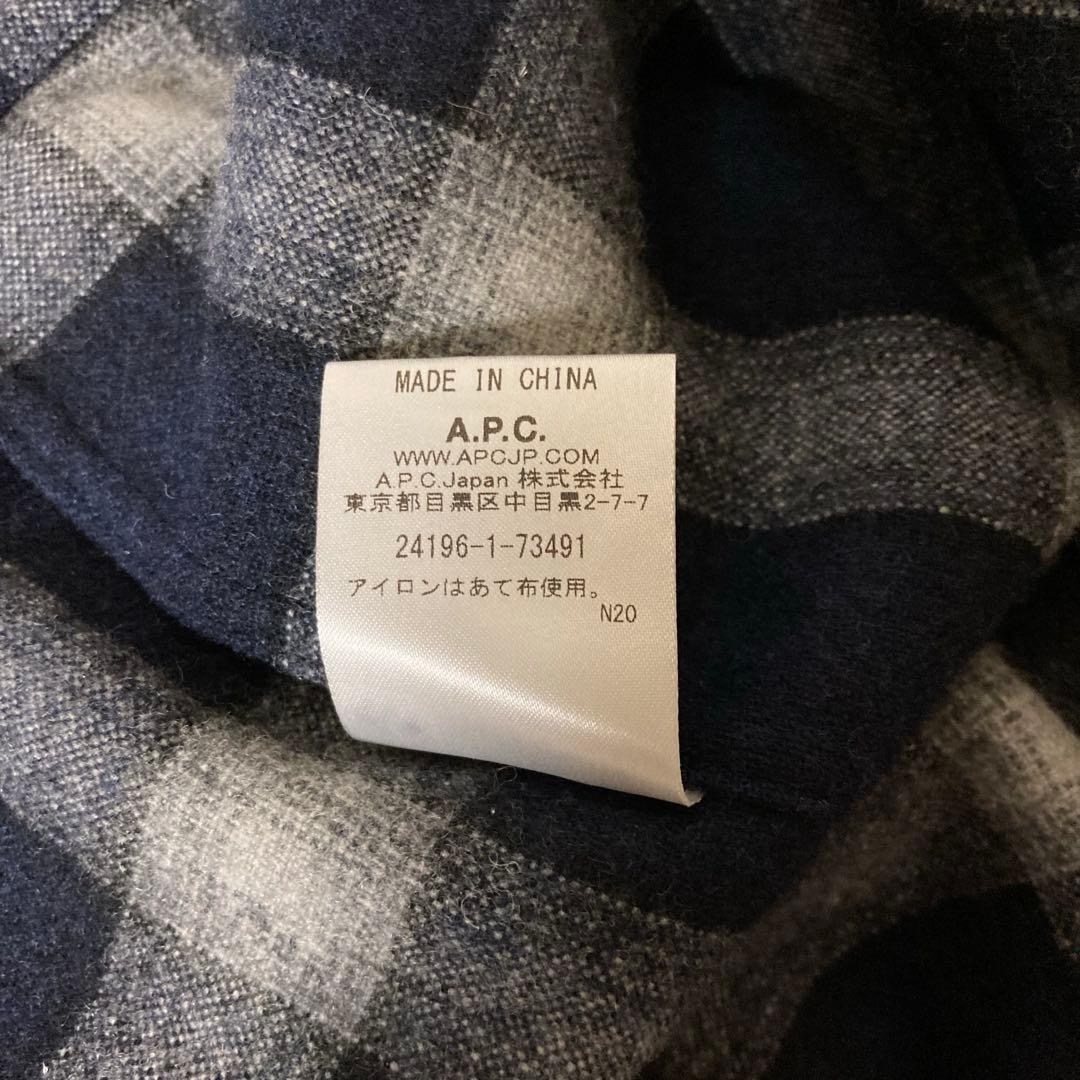 MADE IN CHINA
A.P.C.
WWW.APCJP.COM
A.P.C.Japan 株式会社
東京都目黒区中目黒2-7-7
24196-1-73491
アイロンはあて布使用。
N20